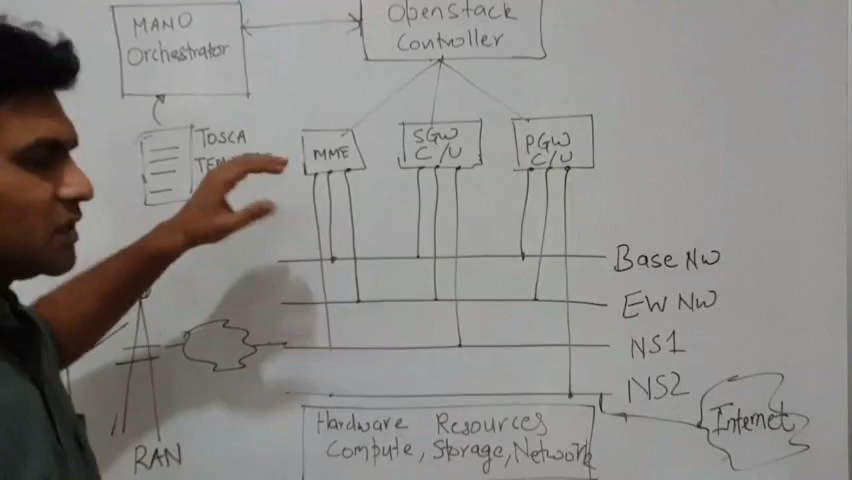 MANO
Orchestrator
Openstack
Controller
TOSCA
MME
SGW
C/U
PGW
C/U
Base NW
EW NW
NS1
NS2
Internet
RAN
Hardware Resources
Compute, Storage, Network